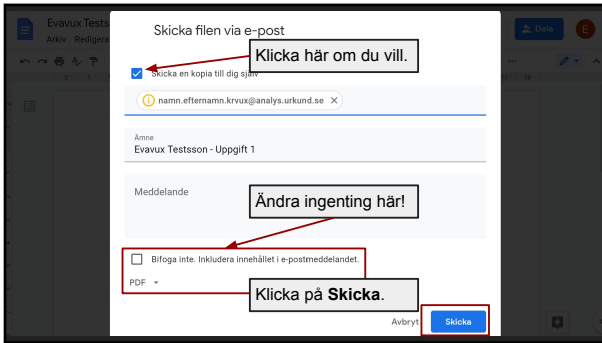 Evavux Tests
Arkiv Redigera
Dela
E
Skicka filen via e-post
Klicka här om du vill.
Skicka en kopia till dig själv
namn.efternamn.krvux@analys.urkund.se
Ämne
Evavux Testsson - Uppgift 1
Meddelande
Ändra ingenting här!
Bifoga inte. Inkludera innehållet i e-postmeddelandet.
PDF
Klicka på Skicka.
Avbryt
Skicka